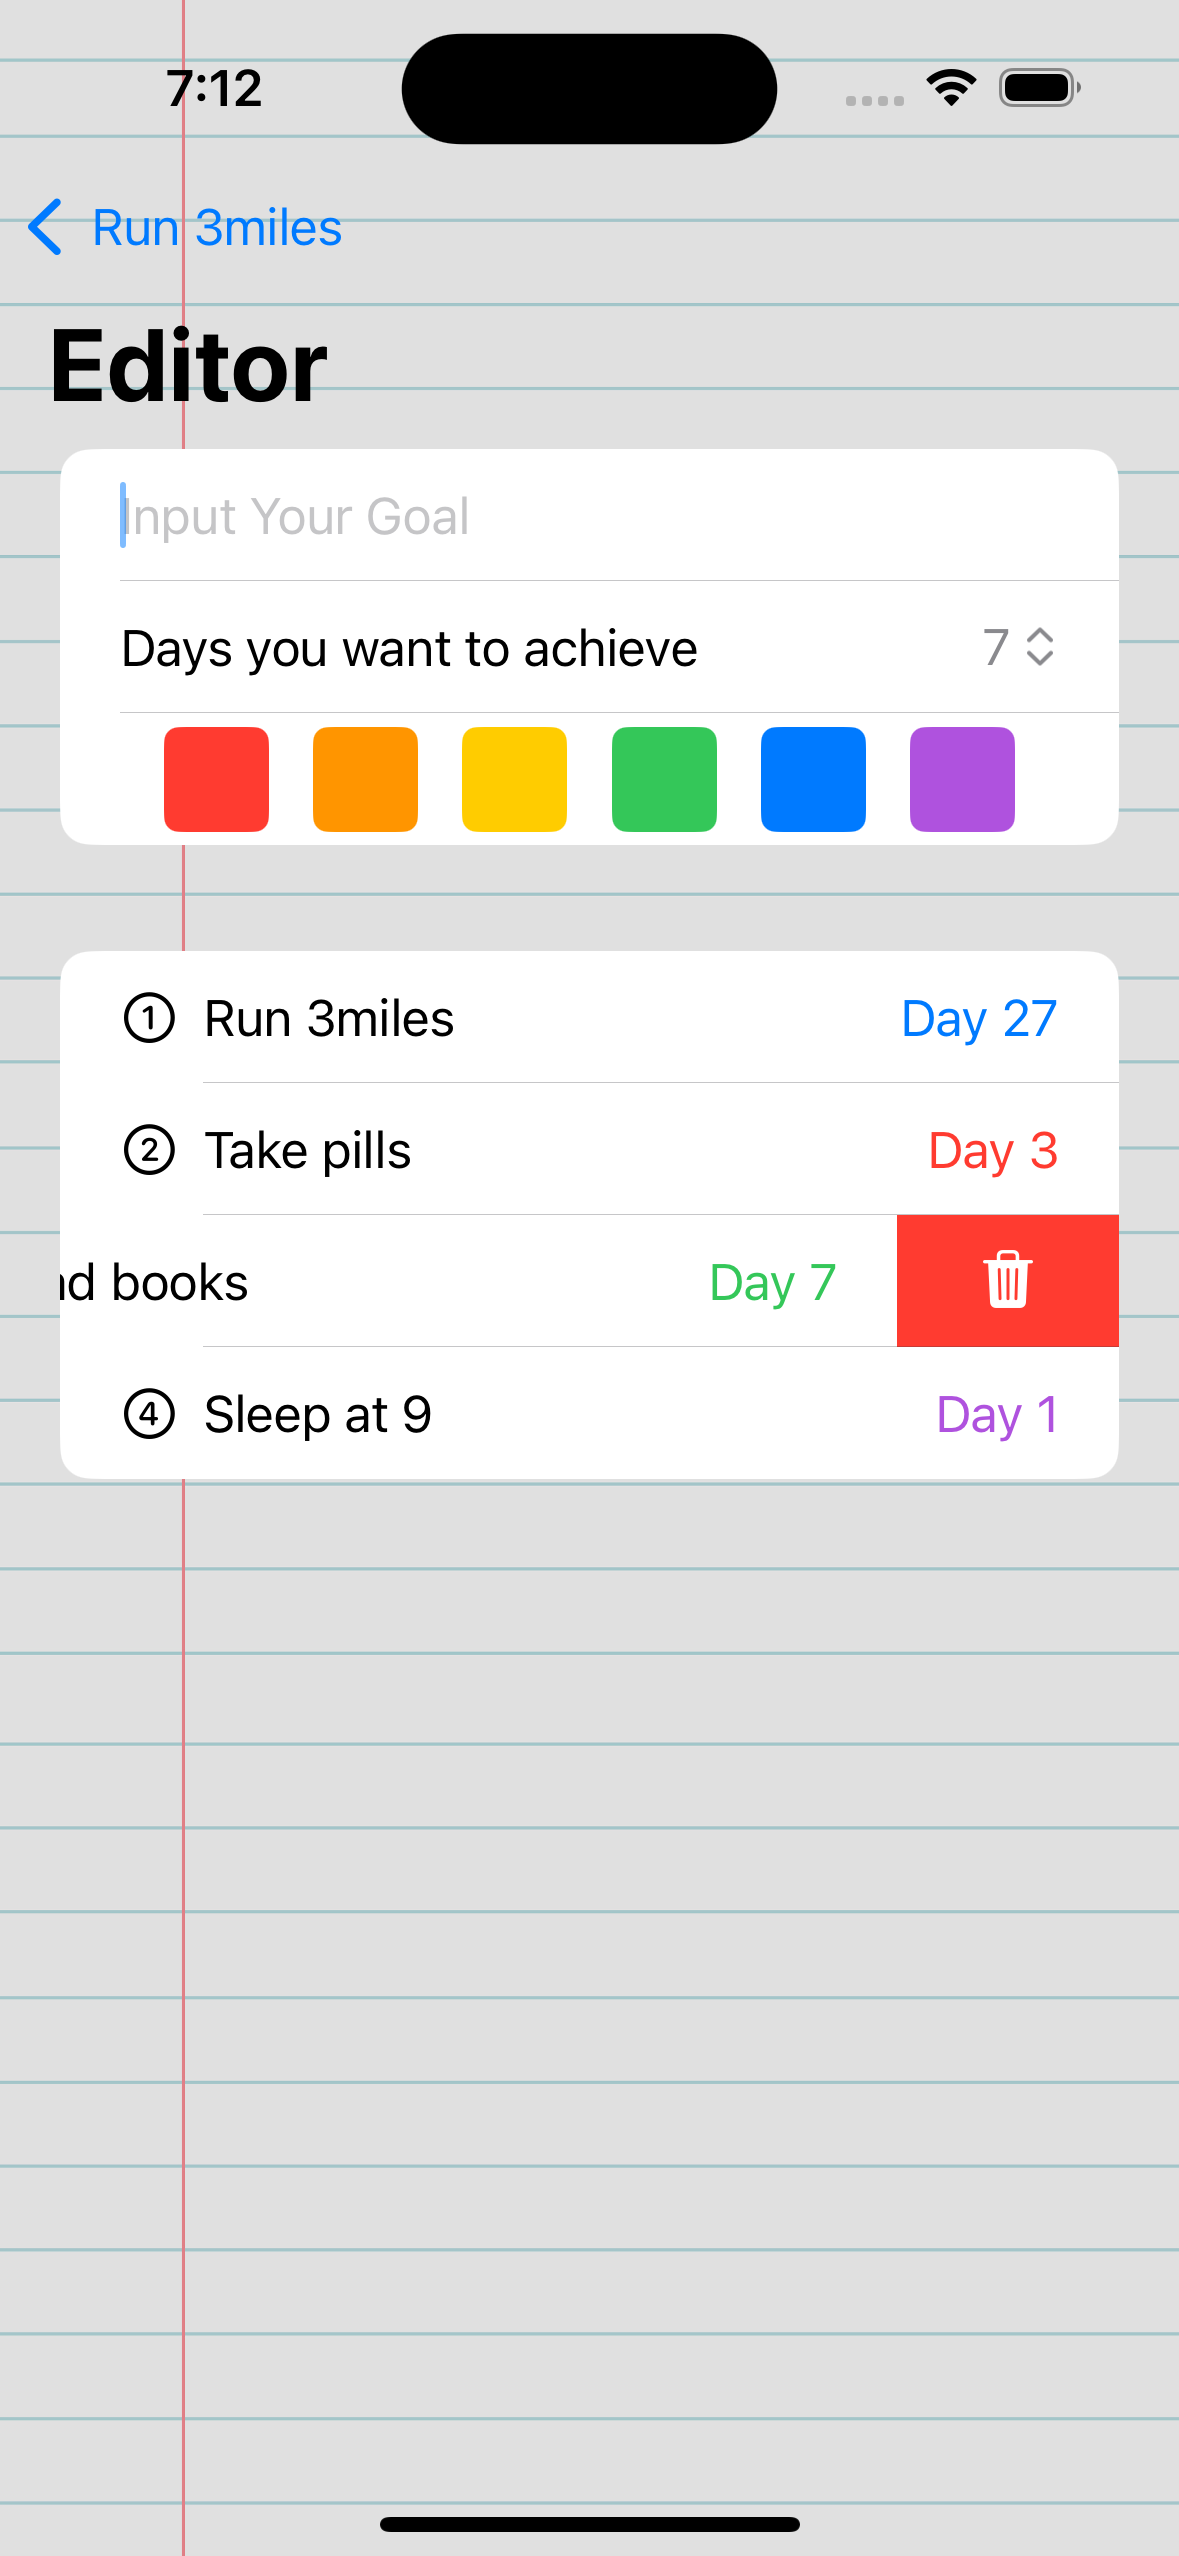 7:12
Run 3miles
Editor
Input Your Goal
Days you want to achieve 7
1 Run 3miles Day 27
2 Take pills Day 3
books Day 7
4 Sleep at 9 Day 1